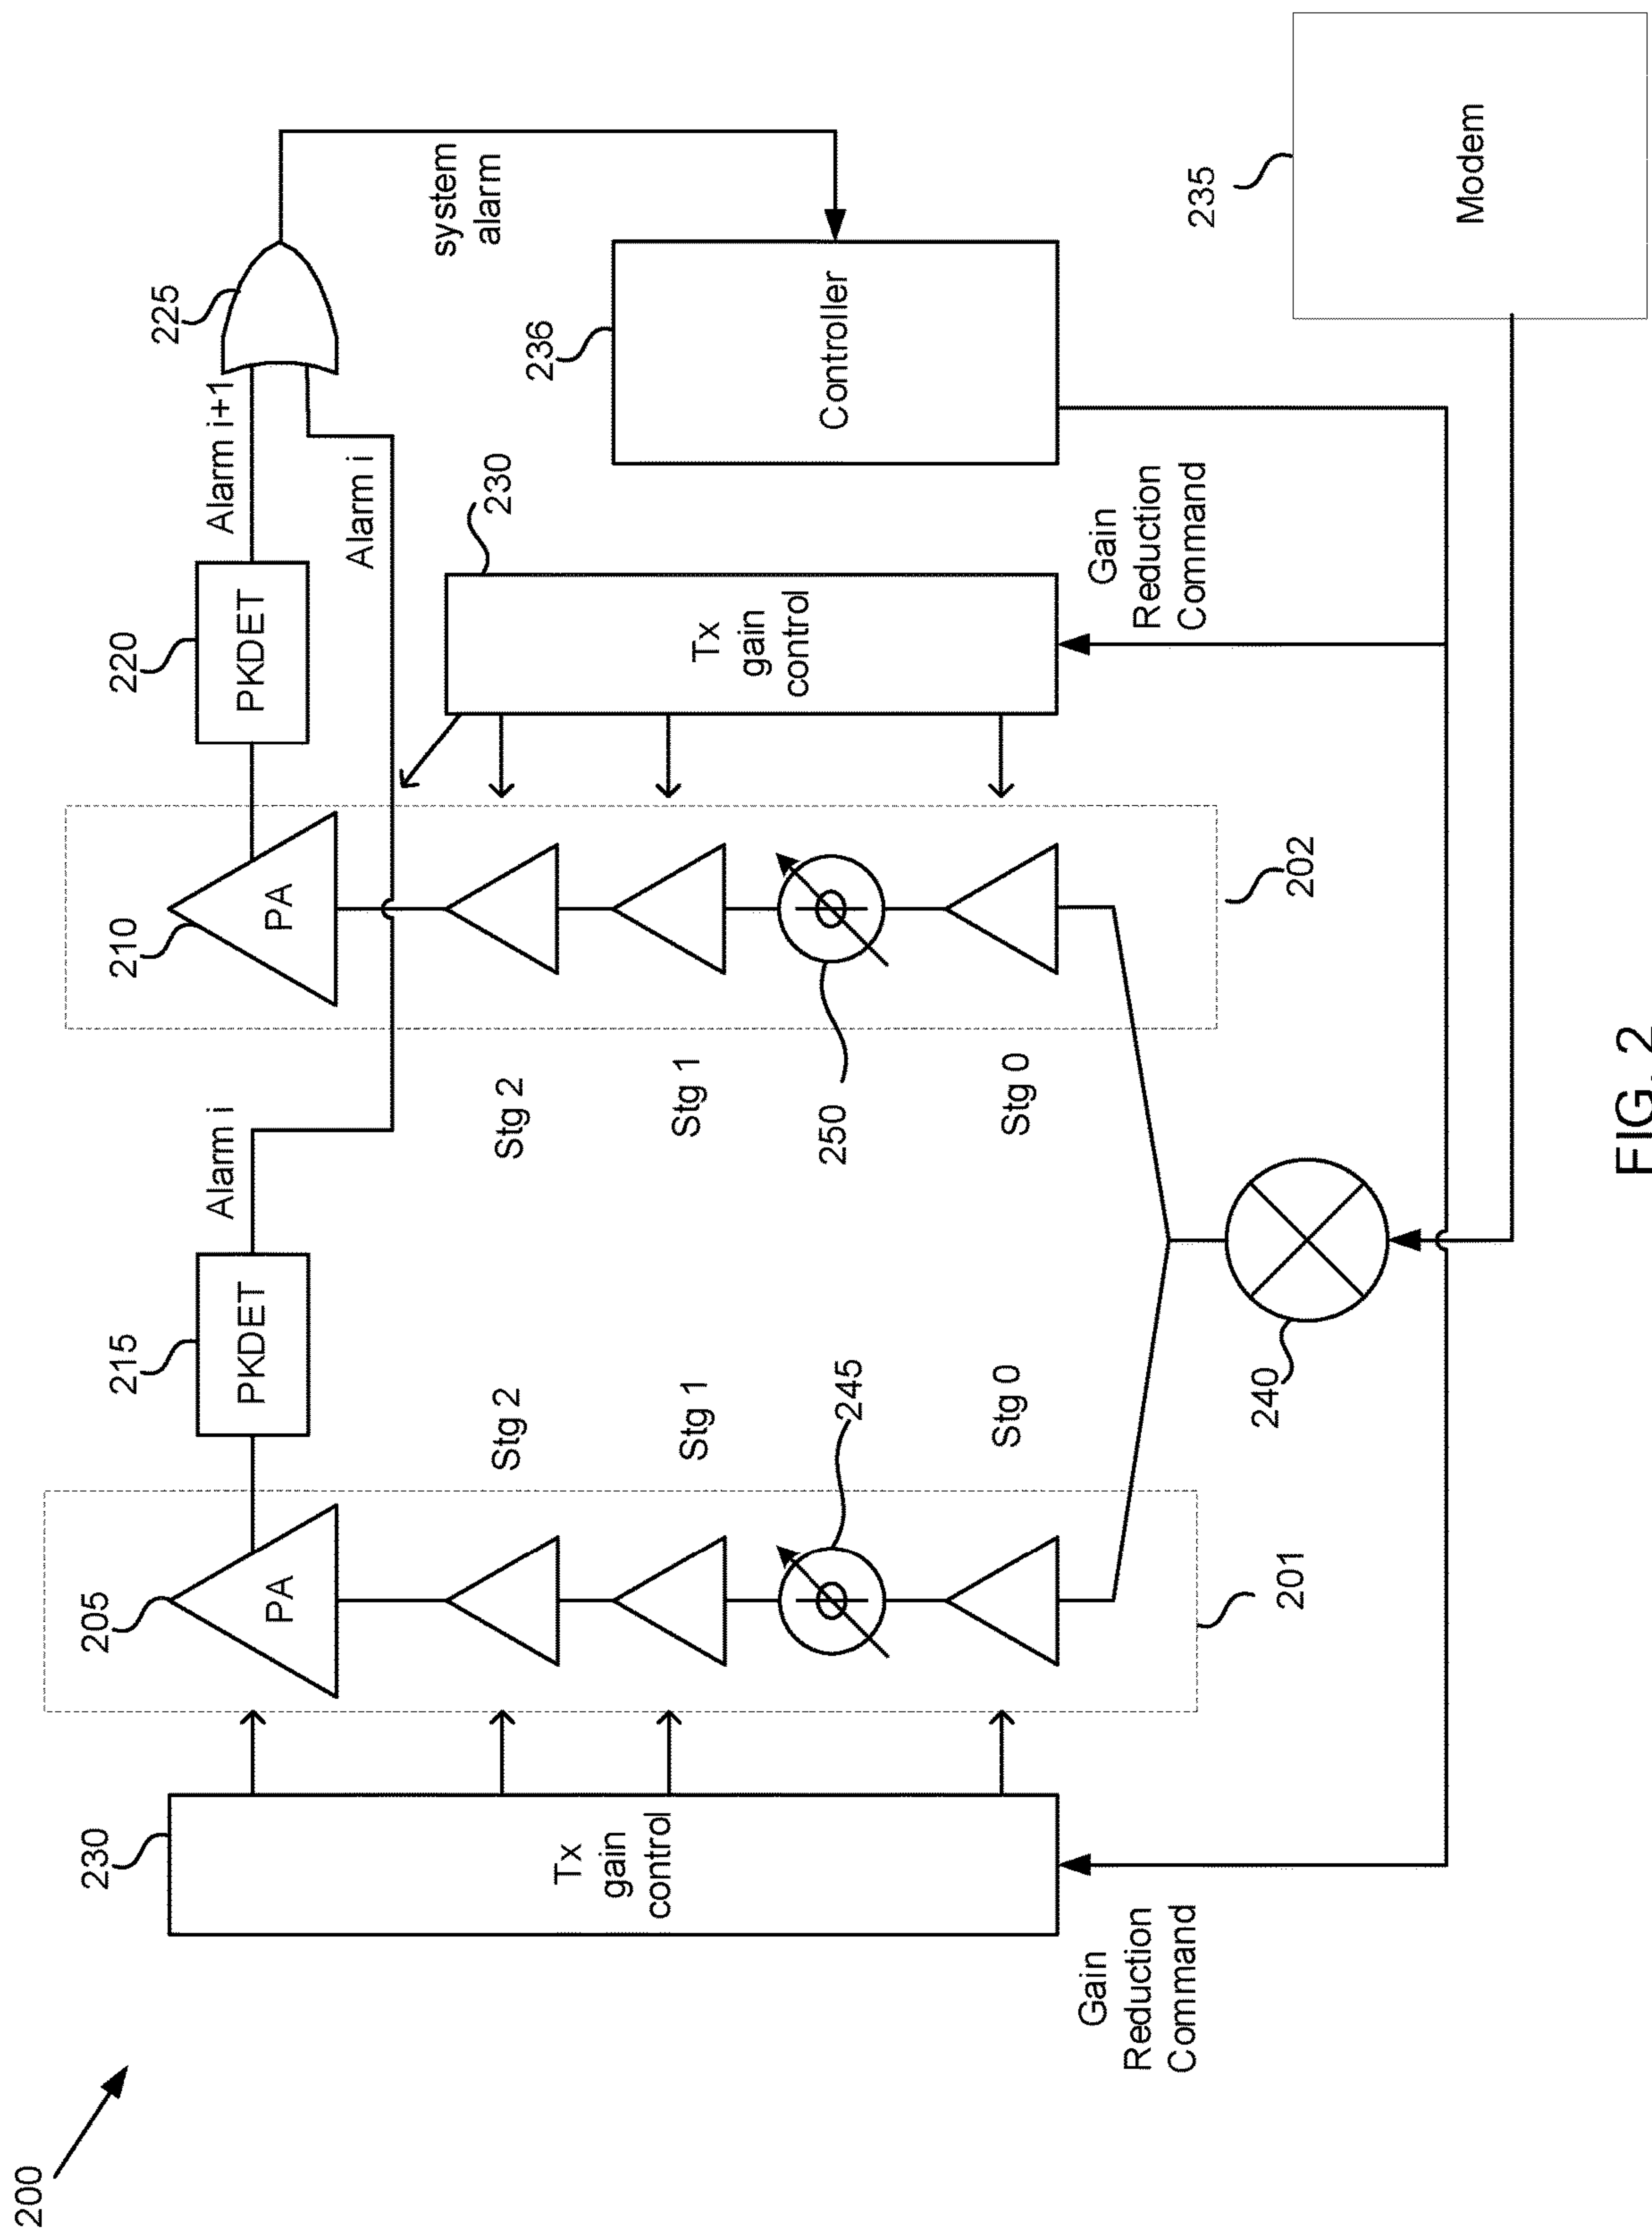 200
205
PA
215
PKDET
Alarm i
210
PA
220
PKDET
Alarm i+1
Alarm i
225
system
alarm
230
Tx
gain
control
Stg 2
Stg 1
245
Stg 0
Stg 2
Stg 1
250
Stg 0
230
Tx
gain
control
236
Controller
Gain
Reduction
Command
201
240
202
Gain
Reduction
Command
235
Modem
FIG. 2